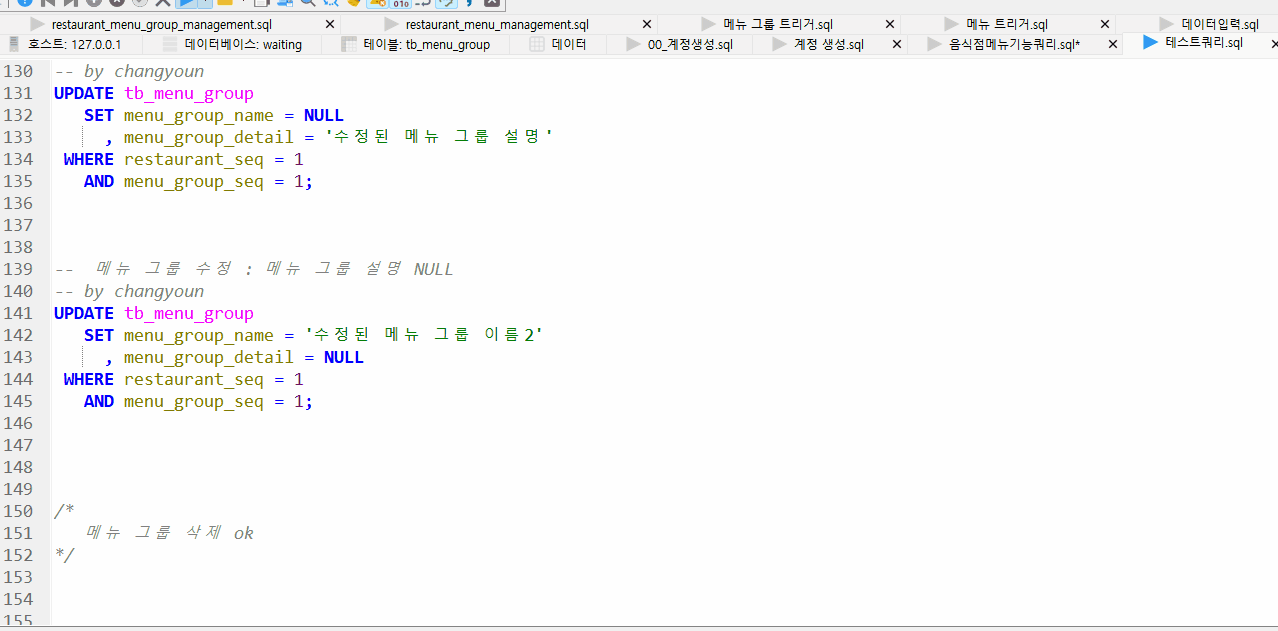 restaurant_menu_group_management.sql restaurant_menu_management.sql 메뉴 그룹 트리거.sql 메뉴 트리거.sql 데이터입력.sql
호스트: 127.0.0.1 데이터베이스: waiting 테이블: tb_menu_group 데이터 00_계정생성.sql 계정 생성.sql 음식점메뉴기능쿼리.sql* 테스트쿼리.sql
130 -- by changyoun
131 UPDATE tb_menu_group
132 SET menu_group_name = NULL
133 , menu_group_detail = '수정된 메뉴 그룹 설명'
134 WHERE restaurant_seq = 1
135 AND menu_group_seq = 1;
136
137
138
139 -- 메뉴 그룹 수정 : 메뉴 그룹 설명 NULL
140 -- by changyoun
141 UPDATE tb_menu_group
142 SET menu_group_name = '수정된 메뉴 그룹 이름2'
143 , menu_group_detail = NULL
144 WHERE restaurant_seq = 1
145 AND menu_group_seq = 1;
146
147
148
149
150 /*
151 메뉴 그룹 삭제 ok
152 */
153
154
155